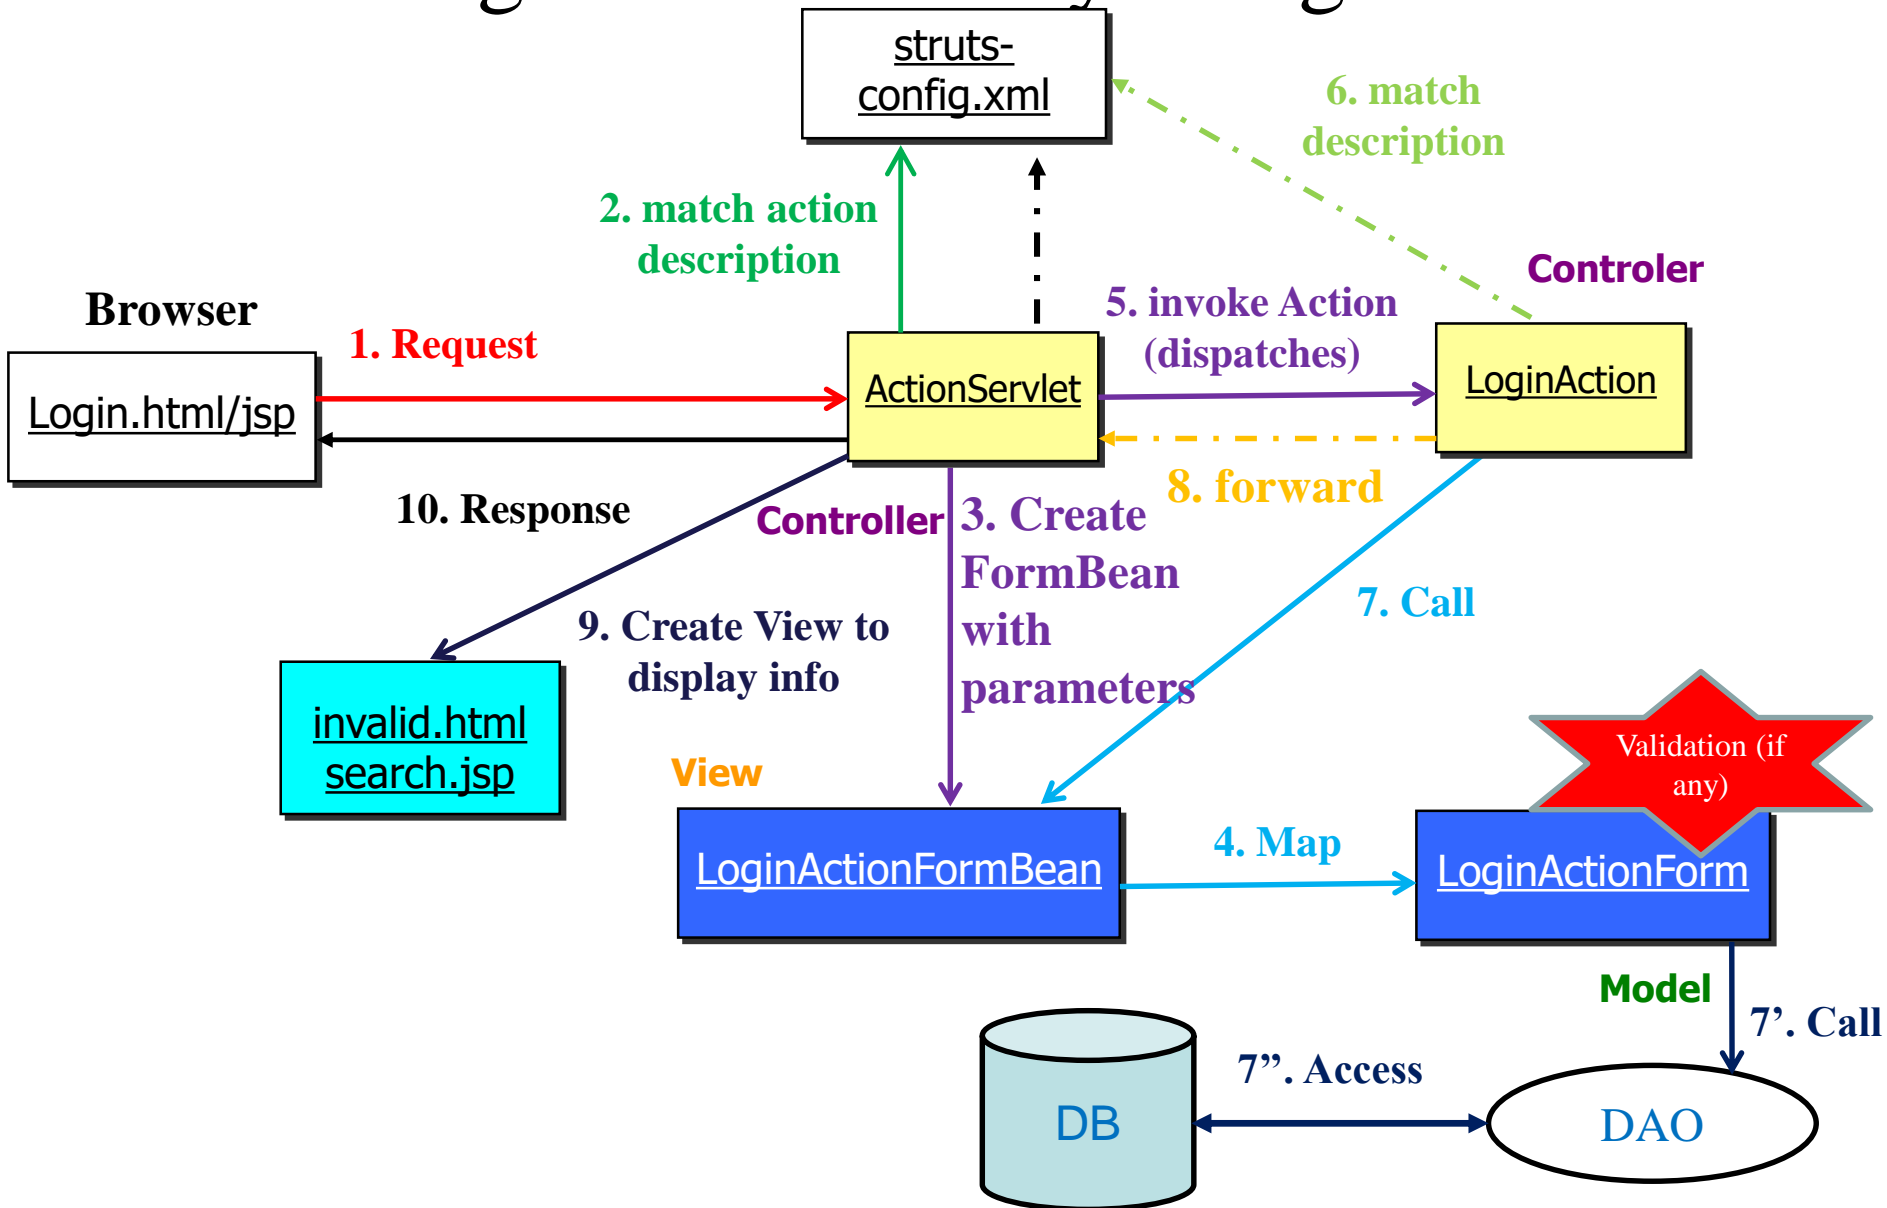 struts-
config.xml
6. match
description
2. match action
description
Controler
Browser
1. Request
5. invoke Action
(dispatches)
Login.html/jsp
ActionServlet
LoginAction
10. Response
Controller
8. forward
3. Create
FormBean
with
parameters
7. Call
9. Create View to
display info
invalid.html
search.jsp
View
Validation (if
any)
LoginActionFormBean
4. Map
LoginActionForm
Model
7’. Call
7”. Access
DB
DAO